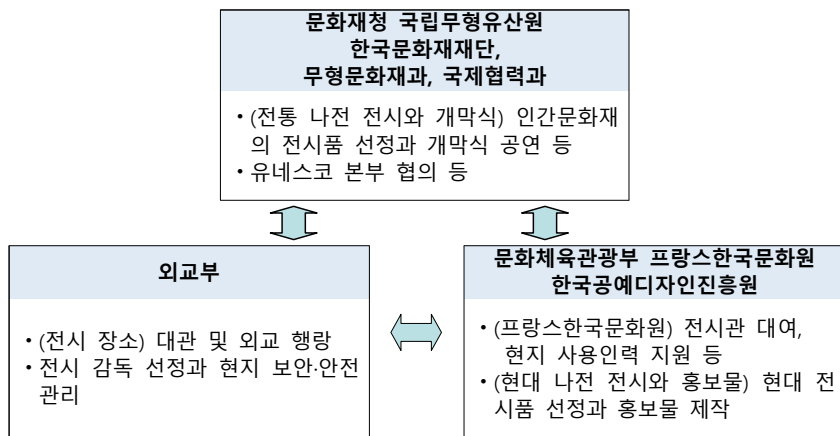 문화재청 국립무형유산원
한국문화재재단,
무형문화재과, 국제협력과
• (전통 나전 전시와 개막식) 인간문화재
의 전시품 선정과 개막식 공연 등
• 유네스코 본부 협의 등
외교부
• (전시 장소) 대관 및 외교 행랑
• 전시 감독 선정과 현지 보안·안전
관리
문화체육관광부 프랑스한국문화원
한국공예디자인진흥원
• (프랑스한국문화원) 전시관 대여,
현지 사용인력 지원 등
• (현대 나전 전시와 홍보물) 현대 전
시품 선정과 홍보물 제작